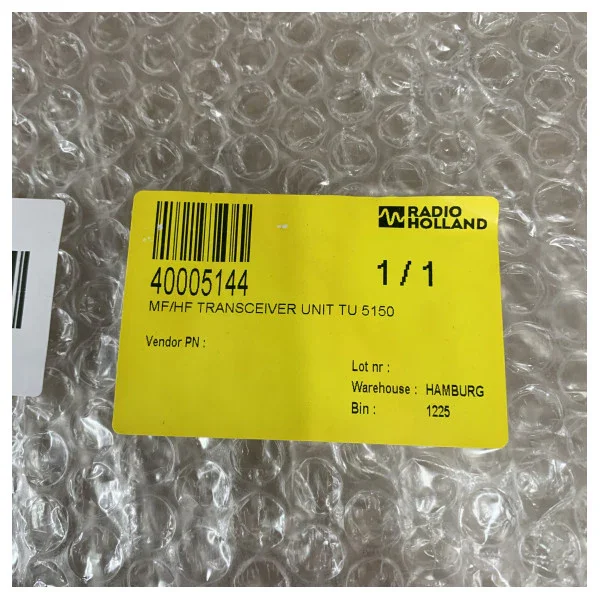 RADIO
HOLLAND
40005144
1 / 1
MF/HF TRANSCEIVER UNIT TU 5150
Vendor PN :
Lot nr :
Warehouse : HAMBURG
Bin : 1225